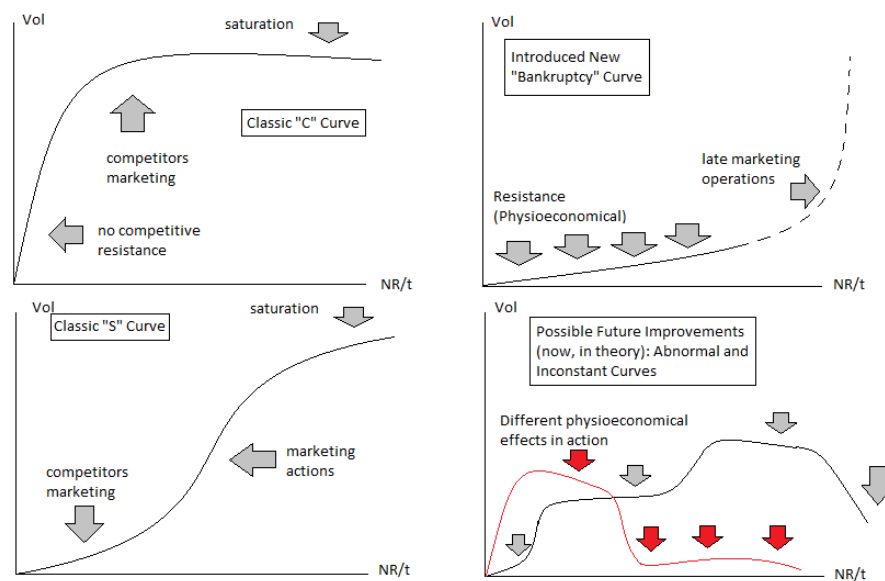 Vol
saturation
Classic "C" Curve
competitors
marketing
no competitive
resistance
NR/t
Vol
Introduced New
"Bankruptcy" Curve
late marketing
operations
Resistance
(Physioeconomical)
NR/t
Vol
Classic "S" Curve
saturation
competitors
marketing
marketing
actions
NR/t
Vol
Possible Future Improvements
(now, in theory): Abnormal and
Inconstant Curves
Different physioeconomical
effects in action
NR/t